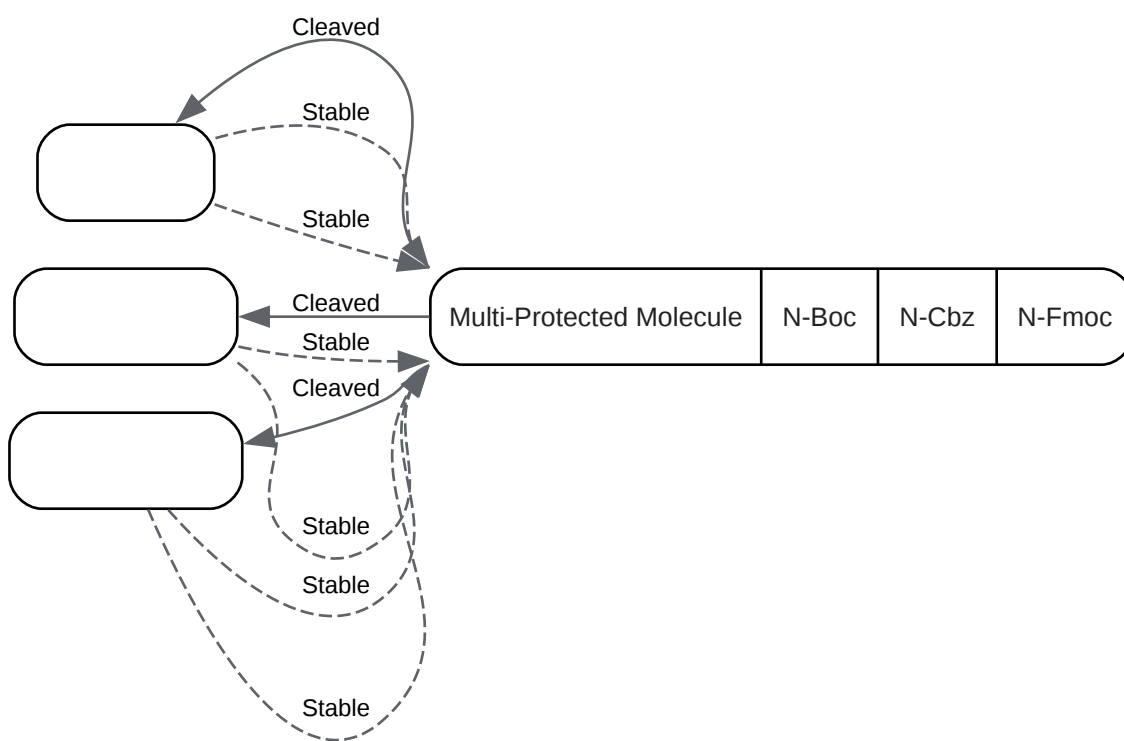 Cleaved
Stable
Stable
Cleaved
Stable
Cleaved
Multi-Protected Molecule N-Boc N-Cbz N-Fmoc
Stable
Stable
Stable